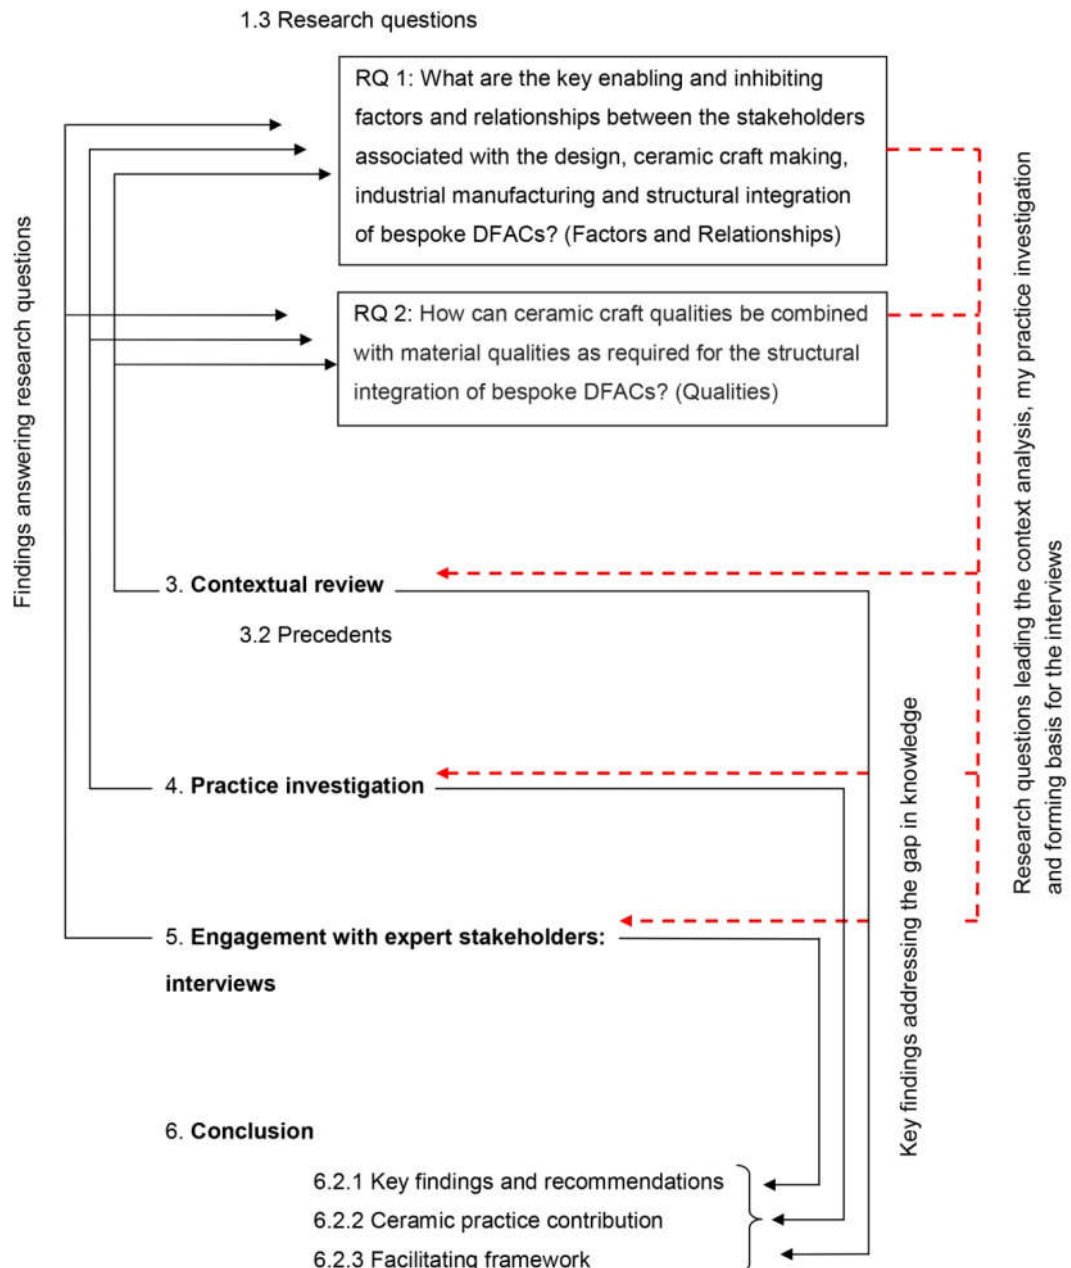 1.3 Research questions
RQ 1: What are the key enabling and inhibiting
factors and relationships between the stakeholders
associated with the design, ceramic craft making,
industrial manufacturing and structural integration
of bespoke DFACs? (Factors and Relationships)
RQ 2: How can ceramic craft qualities be combined
with material qualities as required for the structural
integration of bespoke DFACs? (Qualities)
Findings answering research questions
Research questions leading the context analysis, my practice investigation
and forming basis for the interviews
3. Contextual review
3.2 Precedents
4. Practice investigation
Key findings addressing the gap in knowledge
5. Engagement with expert stakeholders:
interviews
6. Conclusion
6.2.1 Key findings and recommendations
6.2.2 Ceramic practice contribution
6.2.3 Facilitating framework